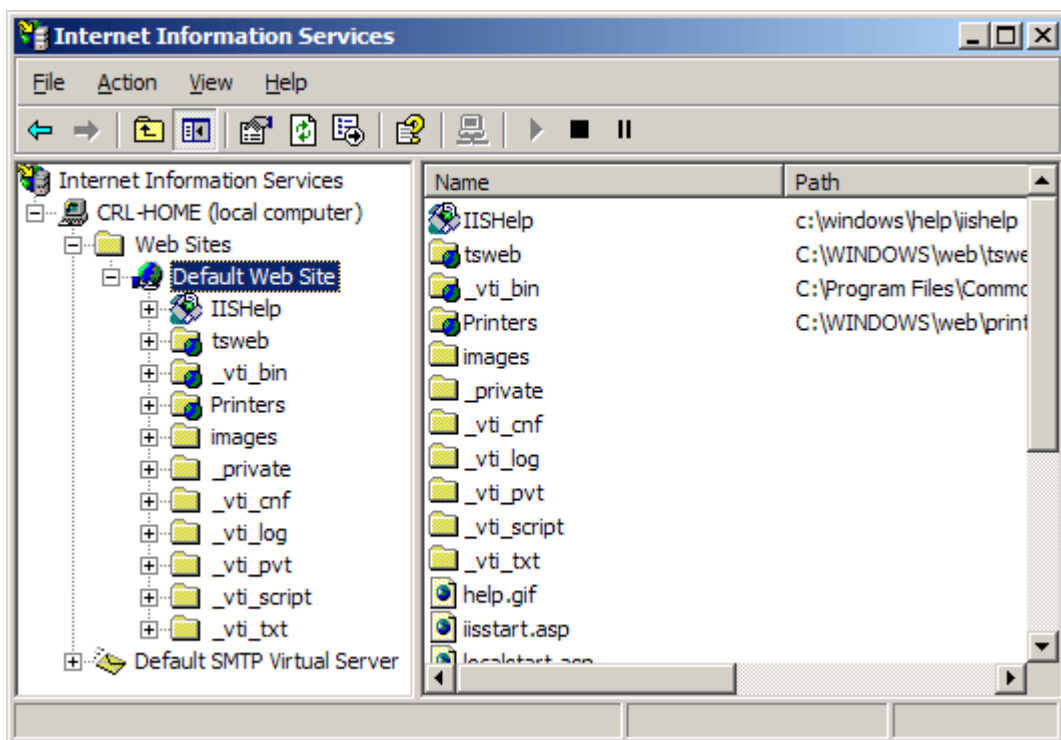 Internet Information Services
File Action View Help
Internet Information Services
CRL-HOME (local computer)
Web Sites
Default Web Site
IISHelp
tsweb
_vti_bin
Printers
images
_private
_vti_cnf
_vti_log
_vti_pvt
_vti_script
_vti_txt
Default SMTP Virtual Server
Name Path
IISHelp c:\windows\help\iishelp
tsweb C:\WINDOWS\web\tswe
_vti_bin C:\Program Files\Commo
Printers C:\WINDOWS\web\print
images
_private
_vti_cnf
_vti_log
_vti_pvt
_vti_script
_vti_txt
help.gif
iisstart.asp
localstart.asp